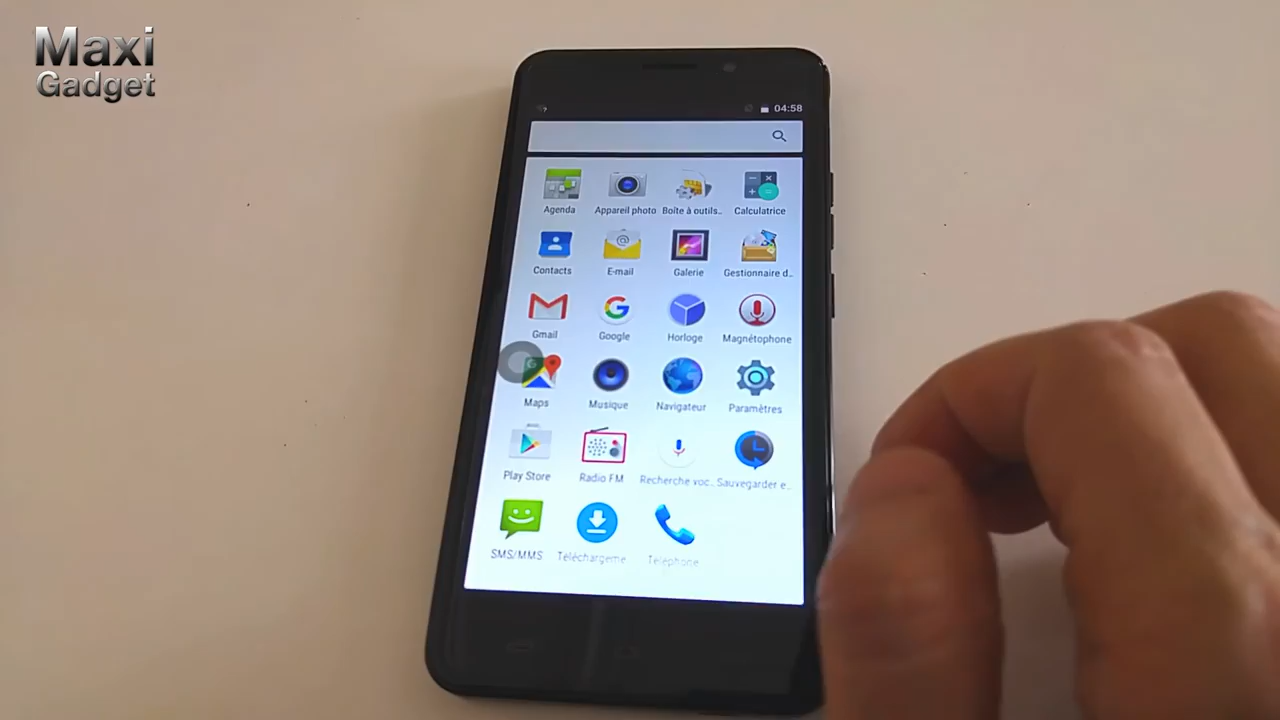 Maxi
Gadget
04:58
Agenda
Appareil photo
Boîte à outils..
Calculatrice
Contacts
E-mail
Galerie
Gestionnaire d..
Gmail
Google
Horloge
Magnétophone
Maps
Musique
Navigateur
Paramètres
Play Store
Radio FM
Recherche voc..
Sauvegarder e..
SMS/MMS
Téléchargeme
Téléphone